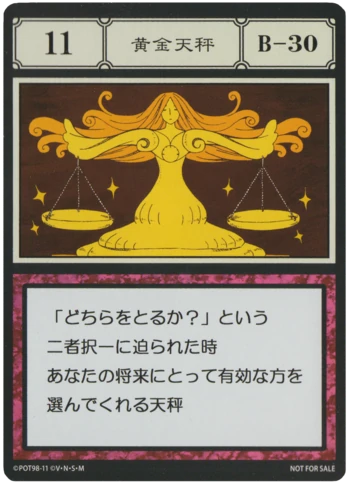 11
黄金天秤
B-30
「どちらをとるか？」という
二者択一に迫られた時
あなたの将来にとって有効な方を
選んでくれる天秤
©POT98-11 ©V・N・S・M
NOT FOR SALE